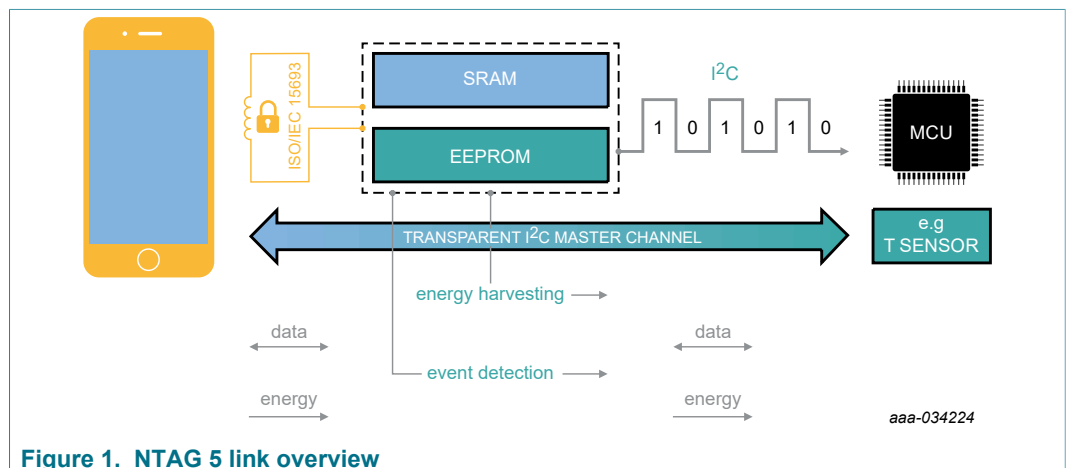 ISO/IEC 15693
SRAM
EEPROM
I²C
1 0 1 0 1 0
MCU
TRANSPARENT I²C MASTER CHANNEL
e.g
T SENSOR
energy harvesting
data
data
event detection
energy
energy
aaa-034224
Figure 1. NTAG 5 link overview